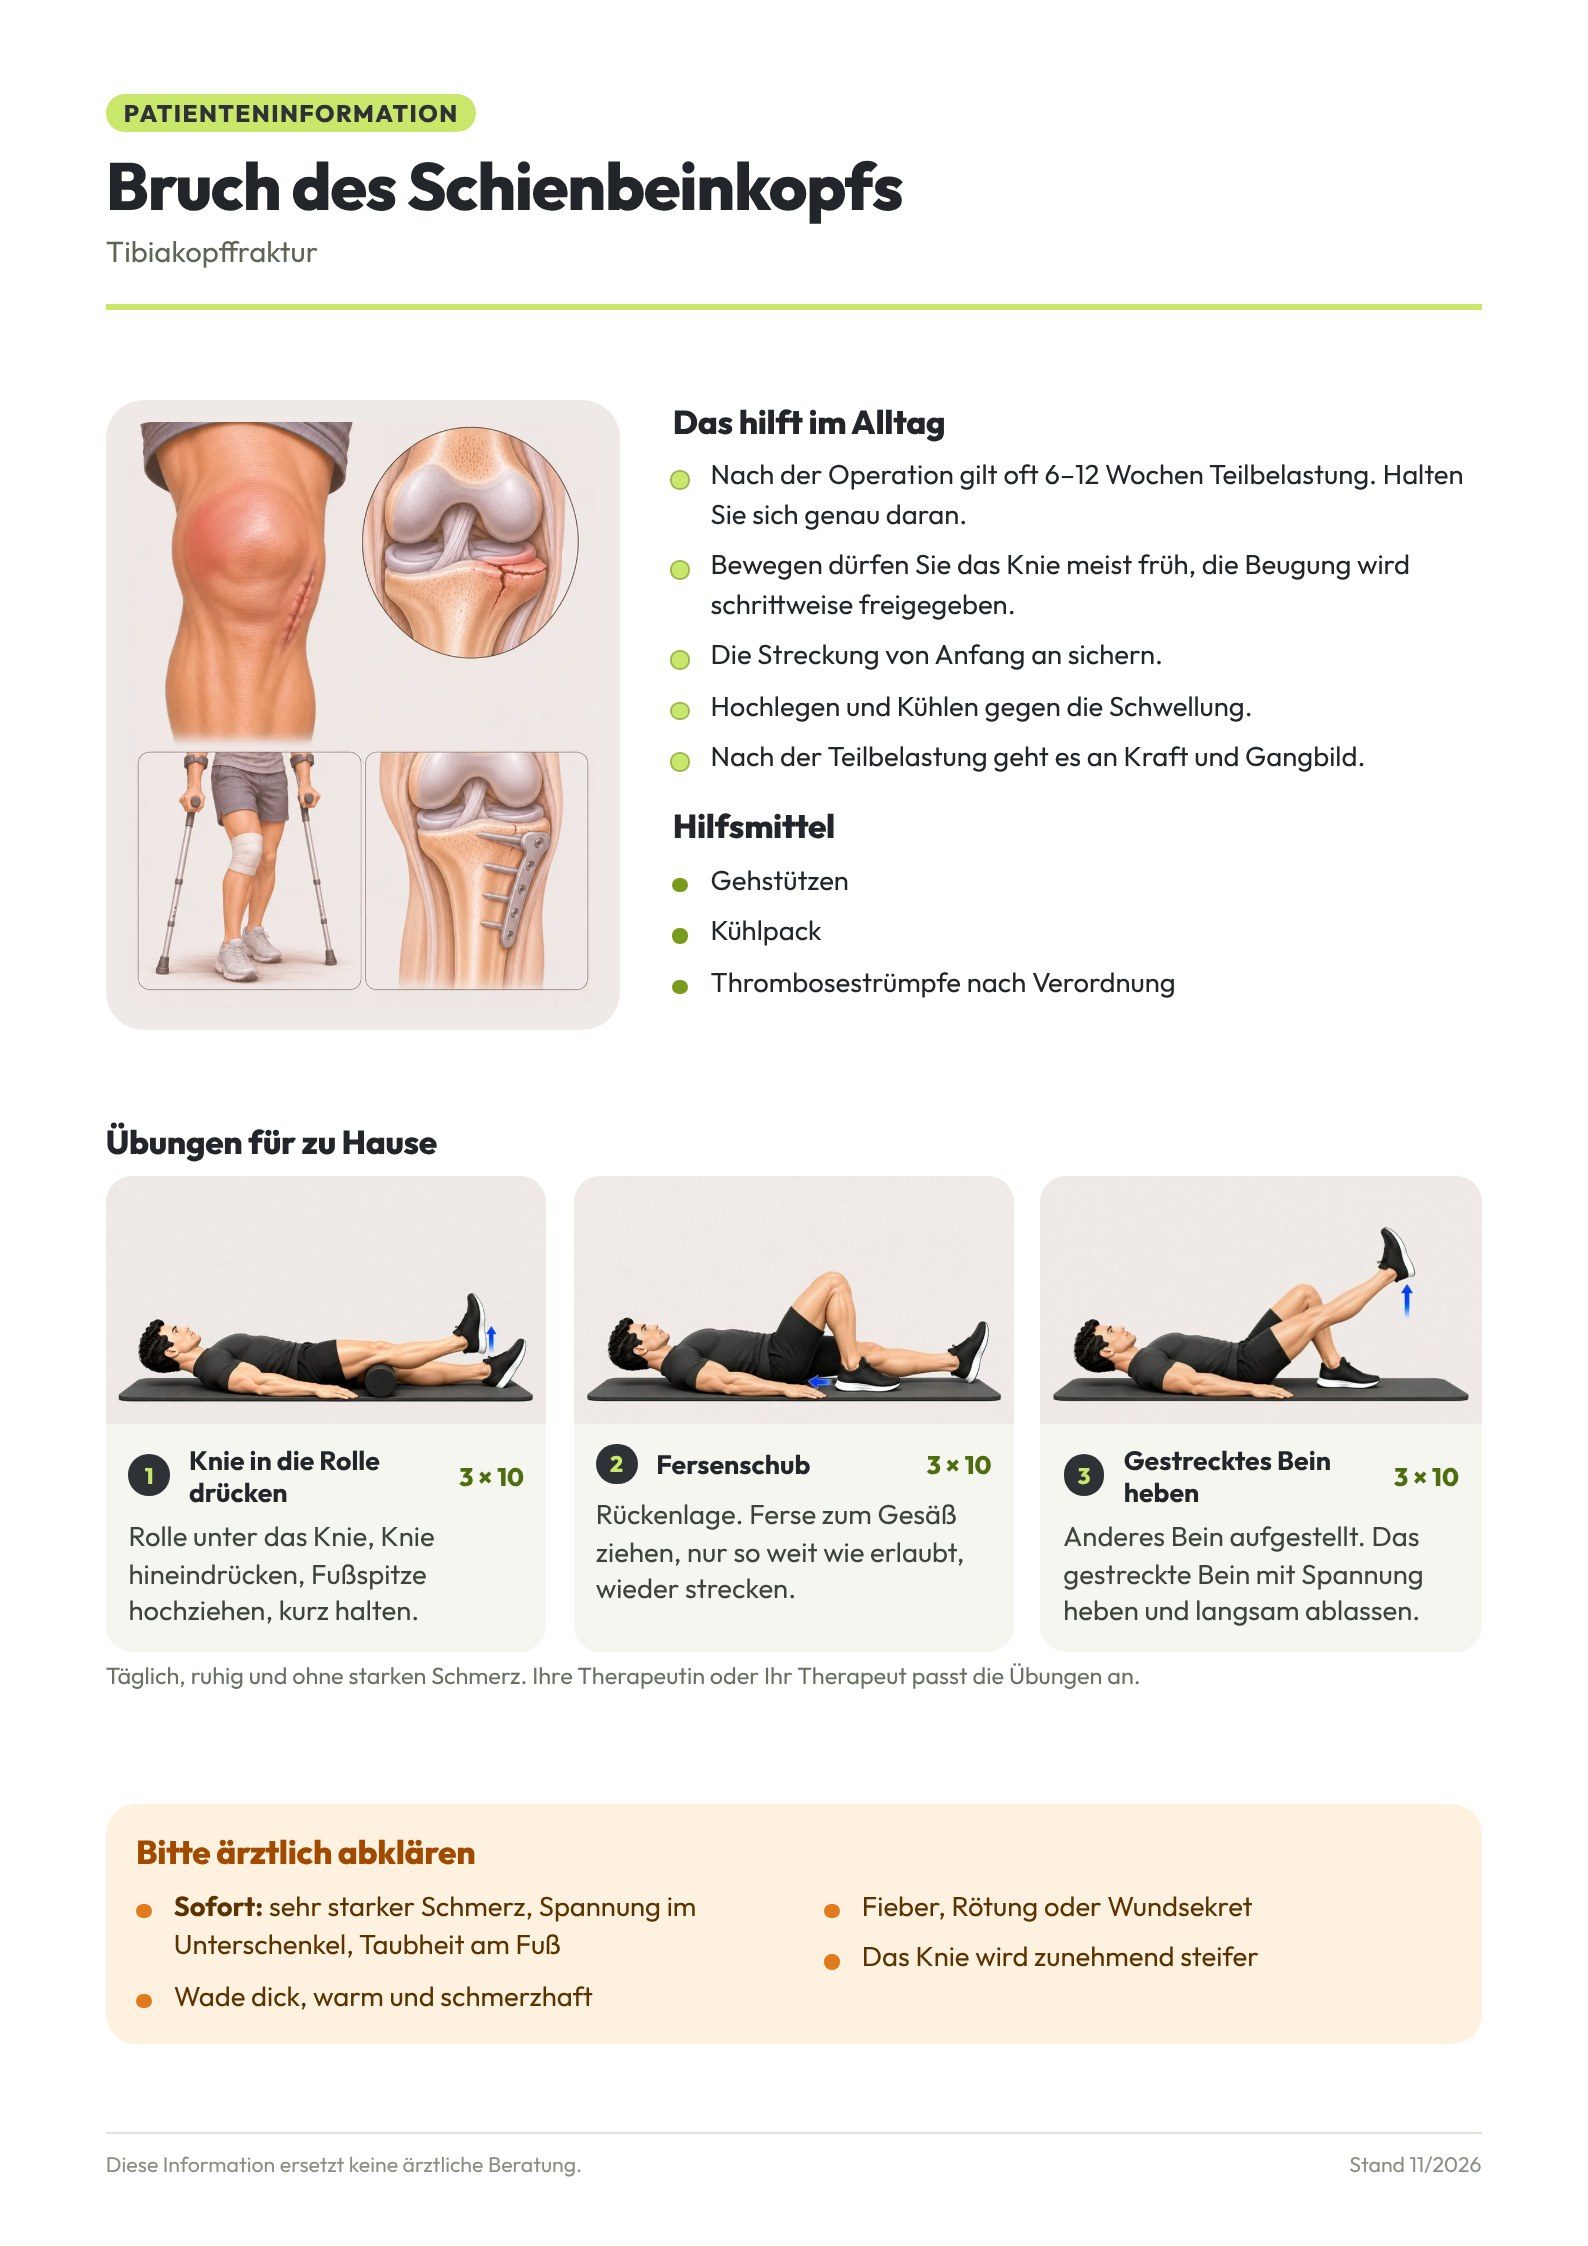 PATIENTENINFORMATION
Bruch des Schienbeinkopfs
Tibiakopffraktur
Das hilft im Alltag
Nach der Operation gilt oft 6–12 Wochen Teilbelastung. Halten
Sie sich genau daran.
Bewegen dürfen Sie das Knie meist früh, die Beugung wird
schrittweise freigegeben.
Die Streckung von Anfang an sichern.
Hochlegen und Kühlen gegen die Schwellung.
Nach der Teilbelastung geht es an Kraft und Gangbild.
Hilfsmittel
Gehstützen
Kühlpack
Thrombosestrümpfe nach Verordnung
Übungen für zu Hause
1 Knie in die Rolle
drücken
3 × 10
Rolle unter das Knie, Knie
hineindrücken, Fußspitze
hochziehen, kurz halten.
2 Fersenschub 3 × 10
Rückenlage. Ferse zum Gesäß
ziehen, nur so weit wie erlaubt,
wieder strecken.
3 Gestrecktes Bein
heben
3 × 10
Anderes Bein aufgestellt. Das
gestreckte Bein mit Spannung
heben und langsam ablassen.
Täglich, ruhig und ohne starken Schmerz. Ihre Therapeutin oder Ihr Therapeut passt die Übungen an.
Bitte ärztlich abklären
Sofort: sehr starker Schmerz, Spannung im
Unterschenkel, Taubheit am Fuß
Wade dick, warm und schmerzhaft
Fieber, Rötung oder Wundsekret
Das Knie wird zunehmend steifer
Diese Information ersetzt keine ärztliche Beratung.
Stand 11/2026